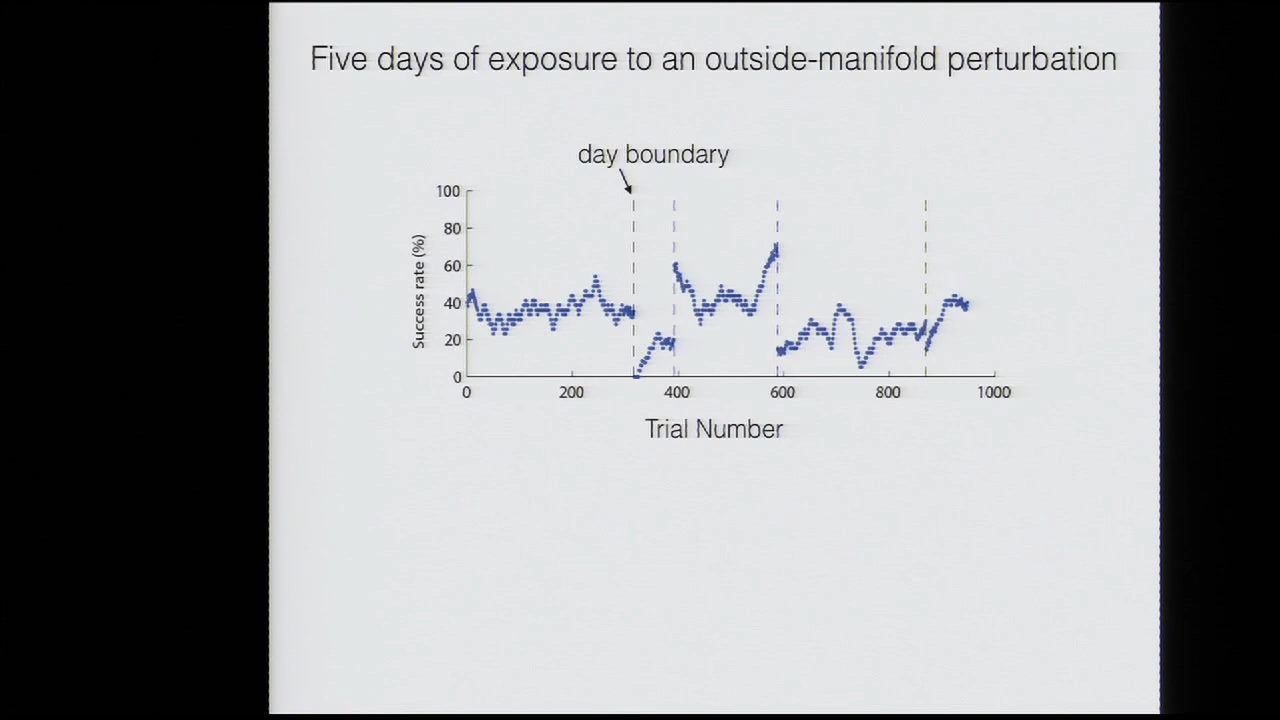 Five days of exposure to an outside-manifold perturbation
day boundary
100
80
60
40
20
0
Success rate (%)
0 200 400 600 800 1000
Trial Number